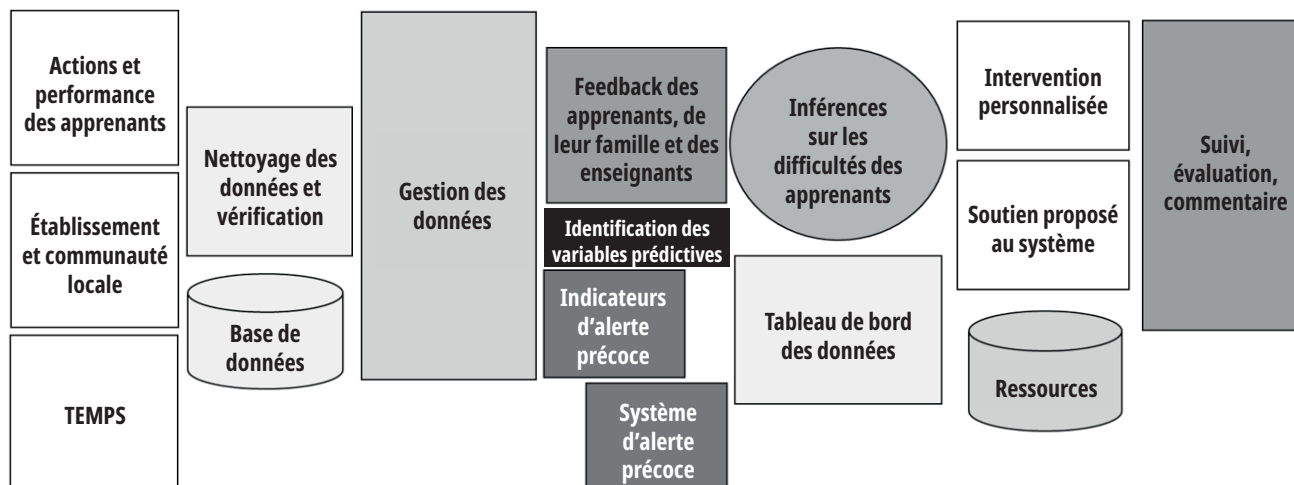 Actions et
performance
des apprenants
Établissement
et communauté
locale
TEMPS
Nettoyage des
données et
vérification
Base de
données
Gestion des
données
Feedback des
apprenants, de
leur famille et des
enseignants
Identification des
variables prédictives
Indicateurs
d’alerte
précoce
Système
d’alerte
précoce
Inférences
sur les
difficultés des
apprenants
Tableau de bord
des données
Intervention
personnalisée
Soutien proposé
au système
Ressources
Suivi,
évaluation,
commentaire